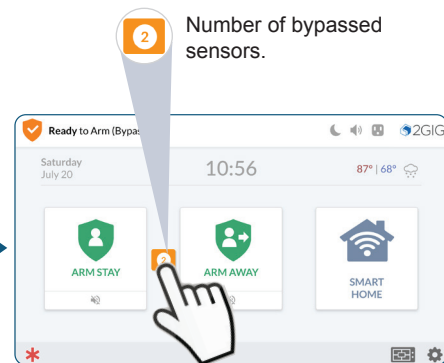 2
Number of bypassed
sensors.
Ready to Arm (Bypas
2GIG
Saturday
July 20
10:56
87° | 68°
ARM STAY
2
ARM AWAY
SMART
HOME